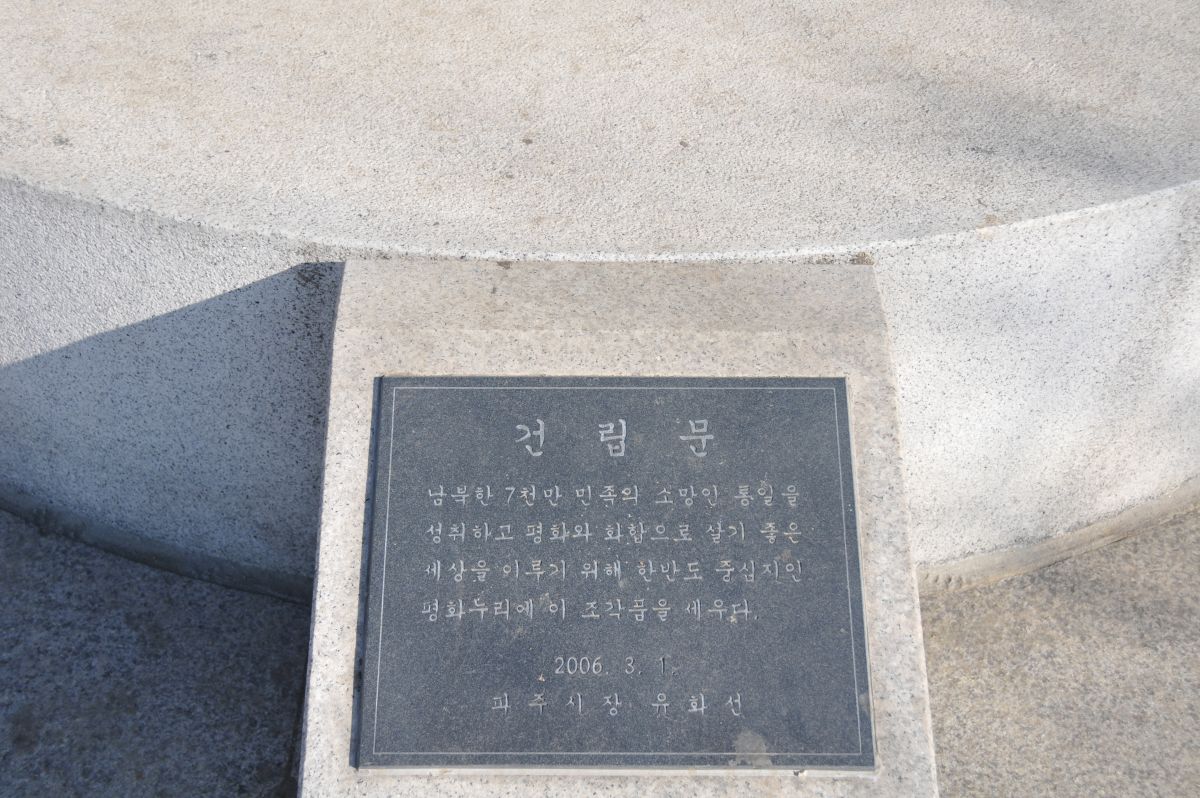 건 립 문
남북한 7천만 민족의 소망인 통일을
성취하고 평화와 화합으로 살기 좋은
세상을 이루기 위해 한반도 중심지인
평화누리에 이 조각품을 세우다.
2006. 3. 1.
파 주 시 장 유 화 선